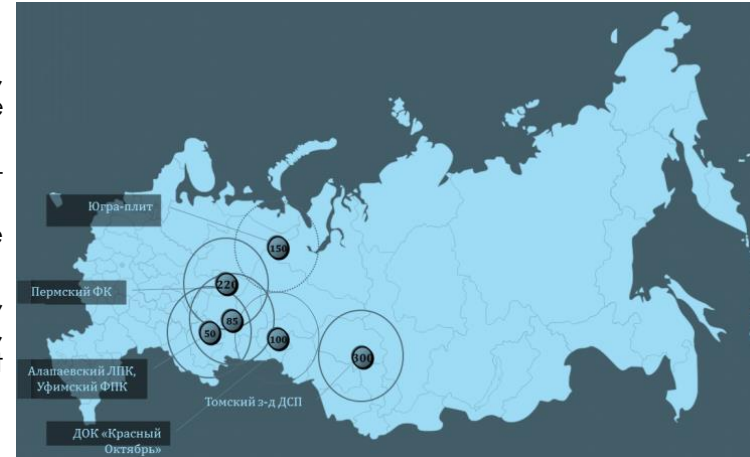 Югра-плит
150
Пермский ФК
220
85
50
100
300
Алапаевский ЛПК,
Уфимский ФПК
Томский з-д ДСП
ДОК «Красный
Октябрь»